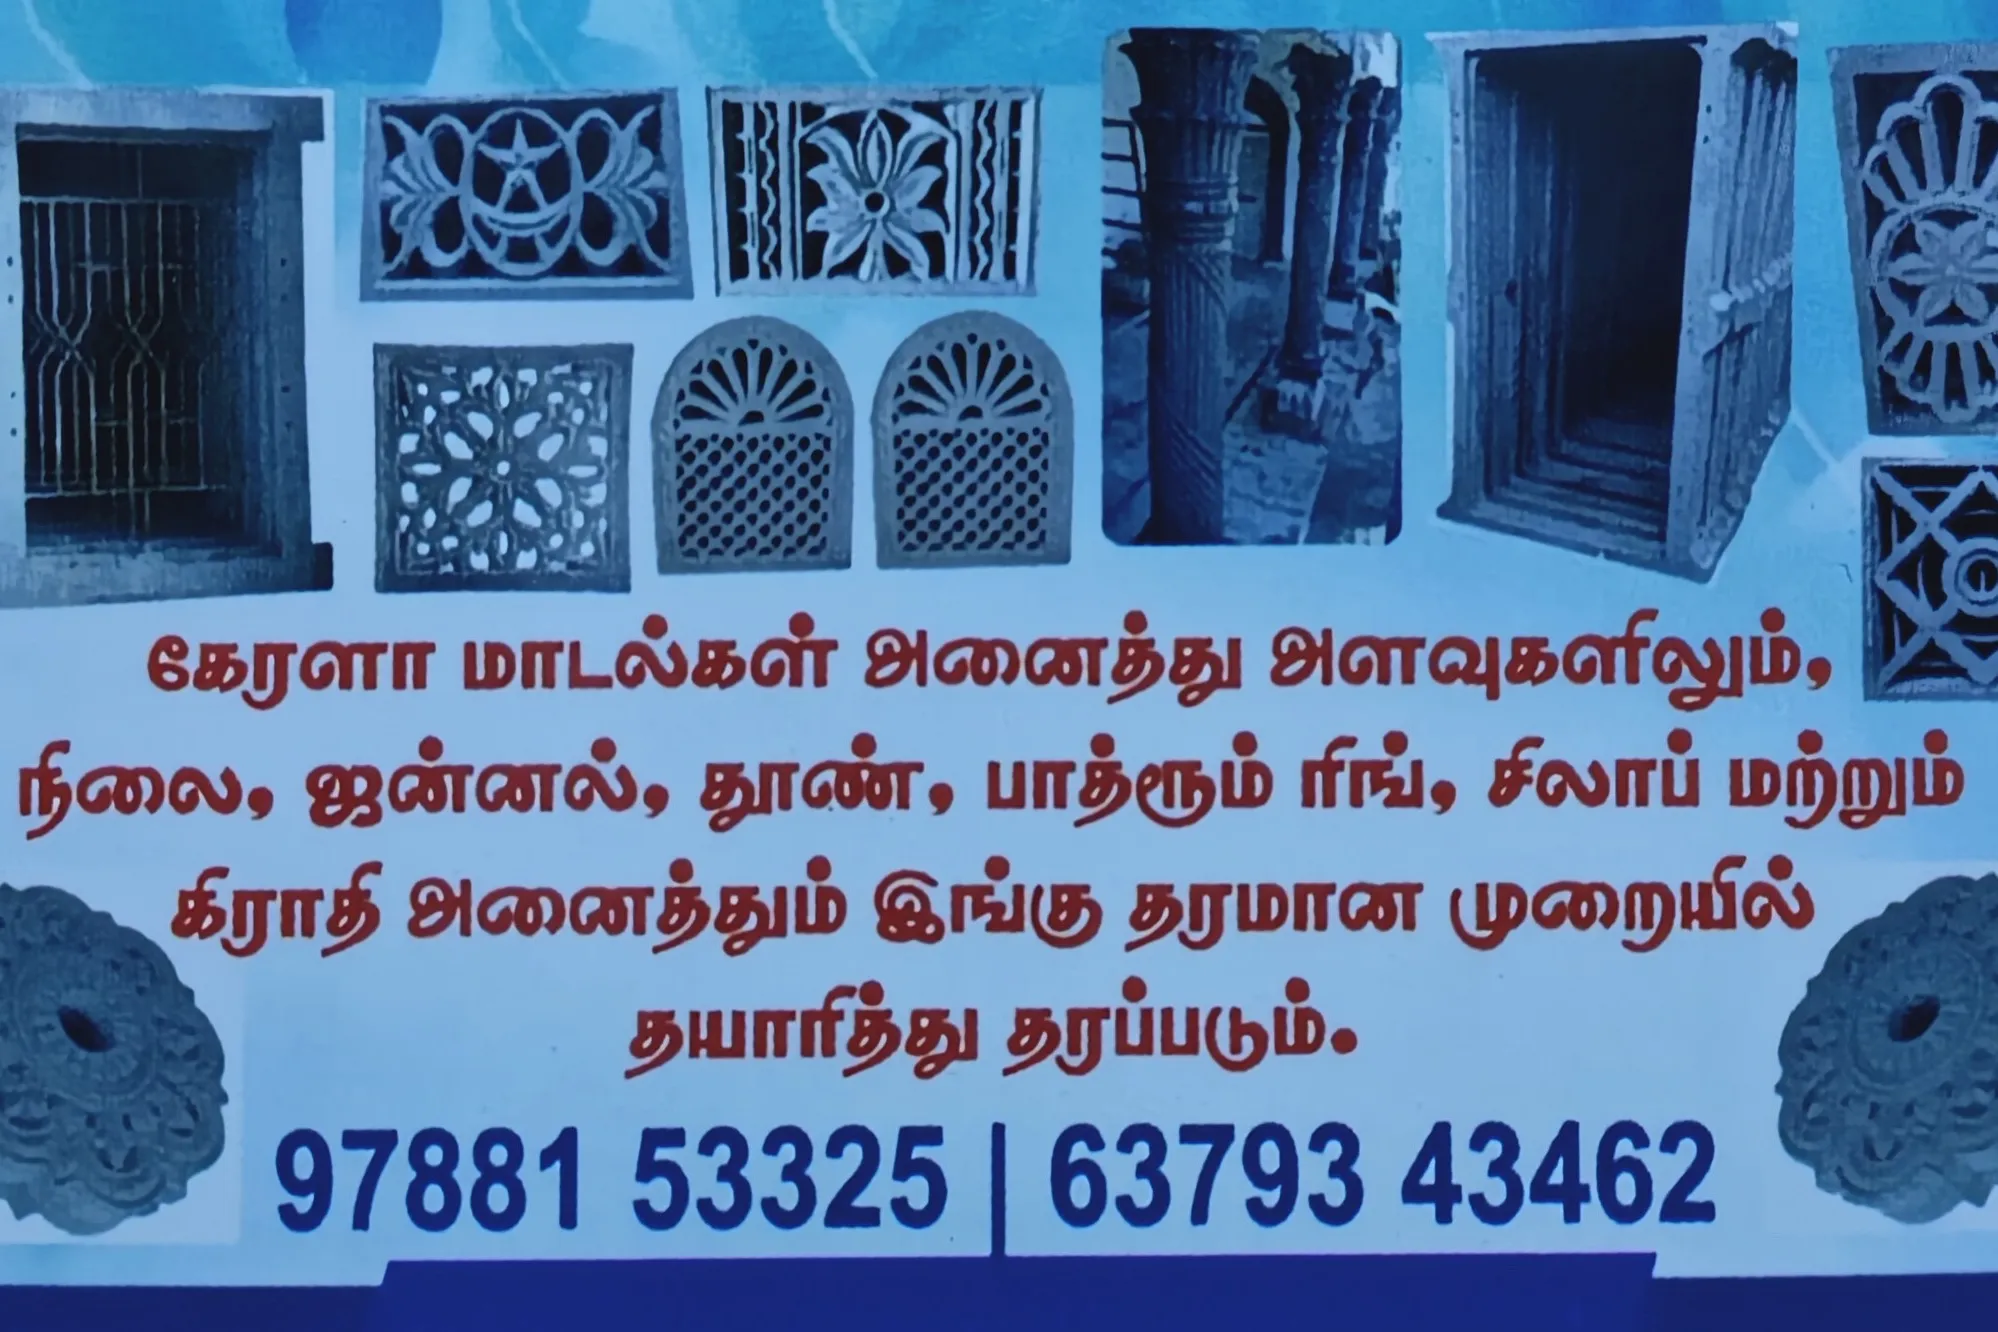 கேரளா மாடல்கள் அனைத்து அளவுகளிலும்,
நிலை, ஜன்னல், தூண், பாத்ரூம் ரிங், சிலாப் மற்றும்
கிராதி அனைத்தும் இங்கு தரமான முறையில்
தயாரித்து தரப்படும்.
97881 53325 | 63793 43462